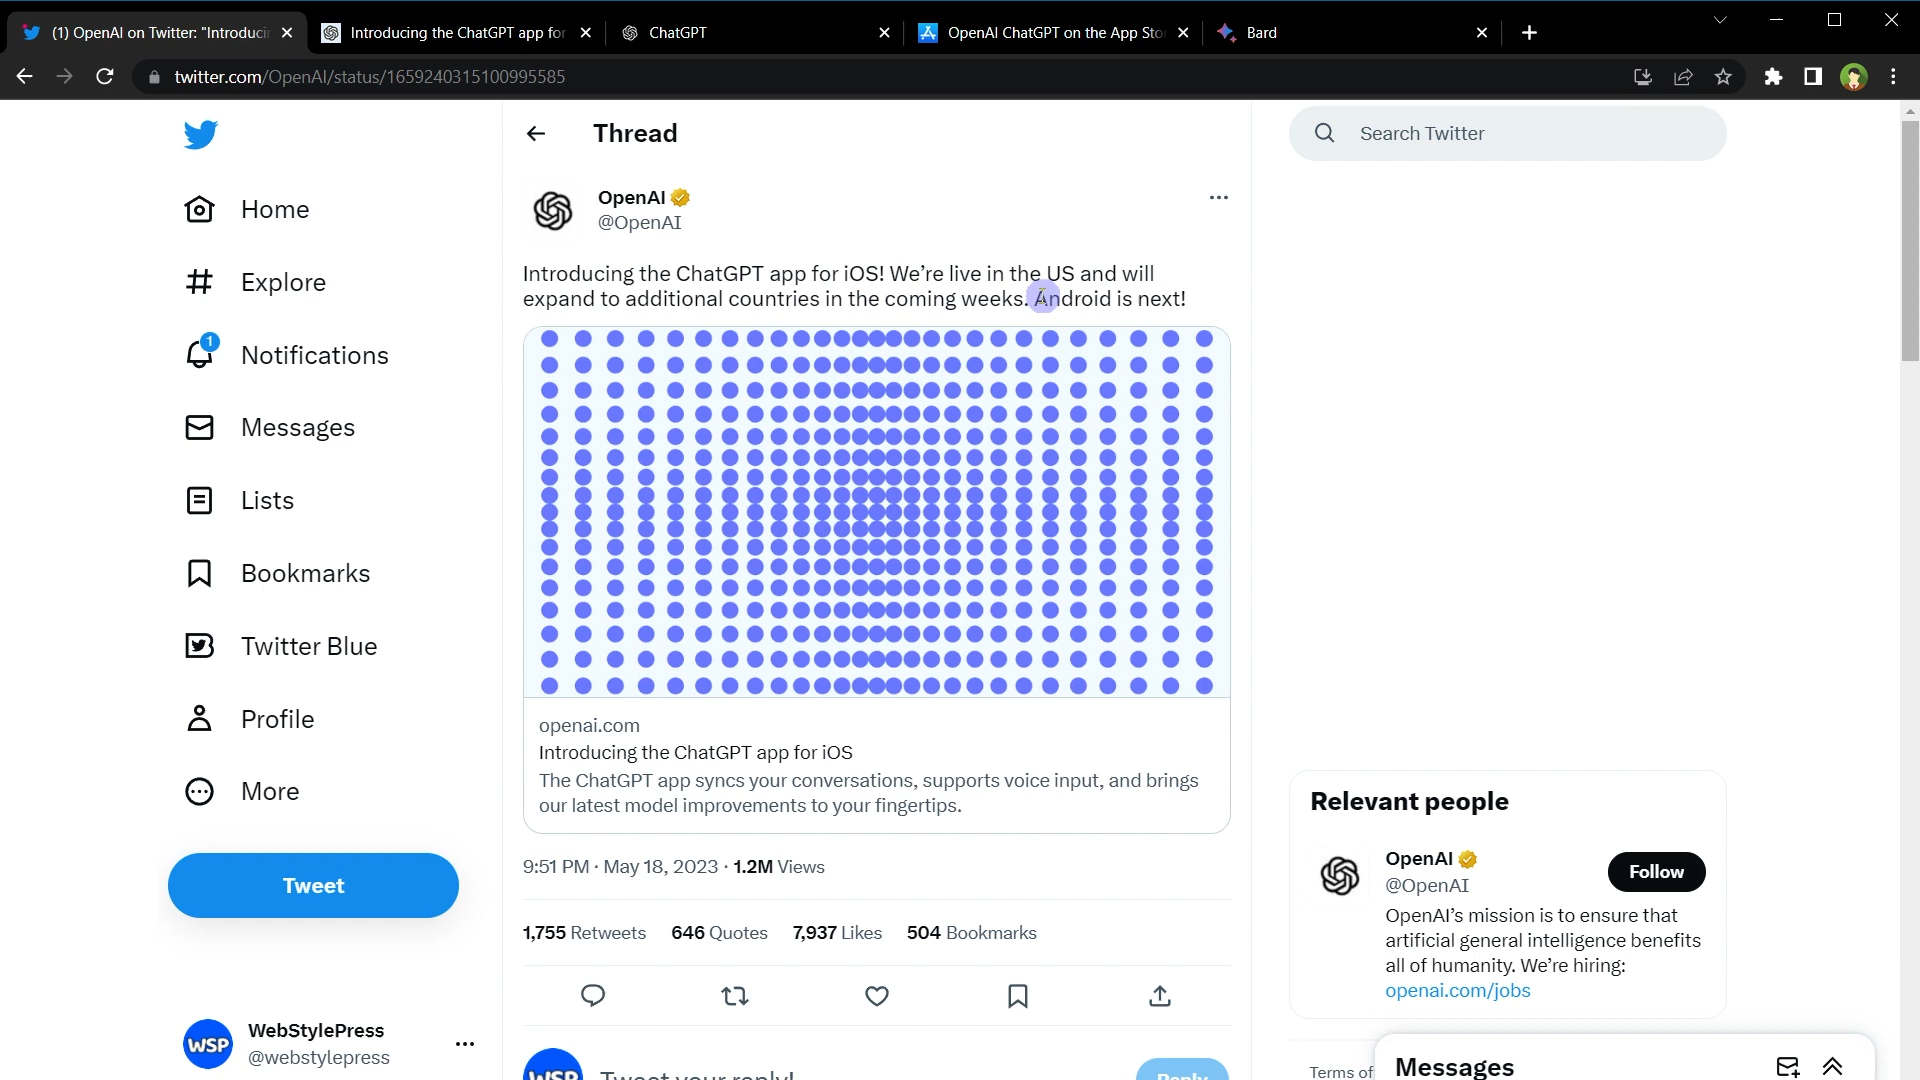 (1) OpenAI on Twitter: "Introduci
Introducing the ChatGPT app for
ChatGPT
OpenAI ChatGPT on the App Sto
Bard
twitter.com/OpenAI/status/1659240315100995585
Home
Explore
1
Notifications
Messages
Lists
Bookmarks
Twitter Blue
Profile
More
Tweet
WSP
WebStylePress
@webstylepress
Thread
OpenAI
@OpenAI
Introducing the ChatGPT app for iOS! We’re live in the US and will
expand to additional countries in the coming weeks. Android is next!
openai.com
Introducing the ChatGPT app for iOS
The ChatGPT app syncs your conversations, supports voice input, and brings
our latest model improvements to your fingertips.
9:51 PM · May 18, 2023 · 1.2M Views
1,755 Retweets 646 Quotes 7,937 Likes 504 Bookmarks
WSP
Tweet your reply!
Reply
Search Twitter
Relevant people
OpenAI
@OpenAI
Follow
OpenAI’s mission is to ensure that
artificial general intelligence benefits
all of humanity. We’re hiring:
openai.com/jobs
Terms of
Messages